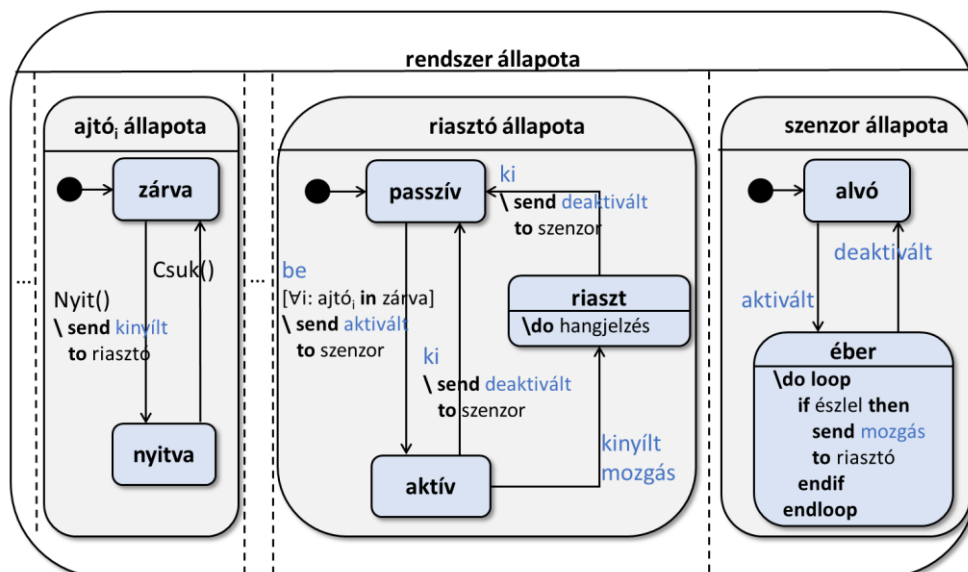 rendszer állapota
ajtóᵢ állapota
zárva
Csuk()
Nyit()
\ send kinyílt
to riasztó
nyitva
...
...
riasztó állapota
passzív
ki
\ send deaktivált
to szenzor
be
[∀i: ajtóᵢ in zárva]
\ send aktivált
to szenzor
riaszt
\do hangjelzés
ki
\ send deaktivált
to szenzor
kinyílt
mozgás
aktív
szenzor állapota
alvó
deaktivált
aktivált
éber
\do loop
if észlel then
send mozgás
to riasztó
endif
endloop